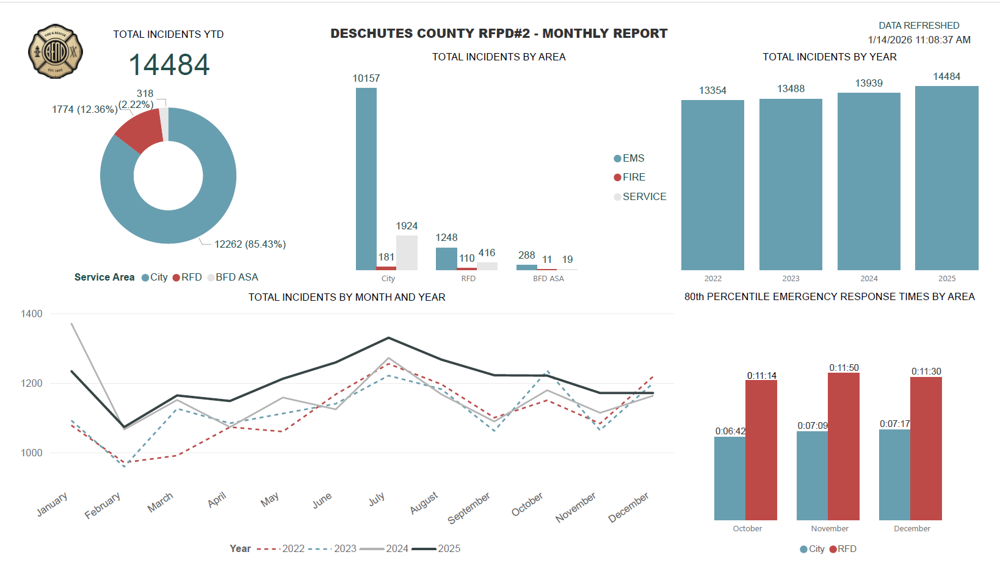 FIRE & RESCUE
BEND
EST. 1905
TOTAL INCIDENTS YTD
14484
DESCHUTES COUNTY RFPD#2 - MONTHLY REPORT
DATA REFRESHED
1/14/2026 11:08:37 AM
318
(2.22%)
1774 (12.36%)
12262 (85.43%)
Service Area City RFD BFD ASA
TOTAL INCIDENTS BY AREA
10157
181
1924
1248
110
416
288
11
19
City
RFD
BFD ASA
EMS
FIRE
SERVICE
TOTAL INCIDENTS BY YEAR
13354
13488
13939
14484
2022
2023
2024
2025
TOTAL INCIDENTS BY MONTH AND YEAR
1400
1200
1000
January
February
March
April
May
June
July
August
September
October
November
December
Year 2022 2023 2024 2025
80th PERCENTILE EMERGENCY RESPONSE TIMES BY AREA
0:06:42
0:11:14
0:07:09
0:11:50
0:07:17
0:11:30
October
November
December
City RFD